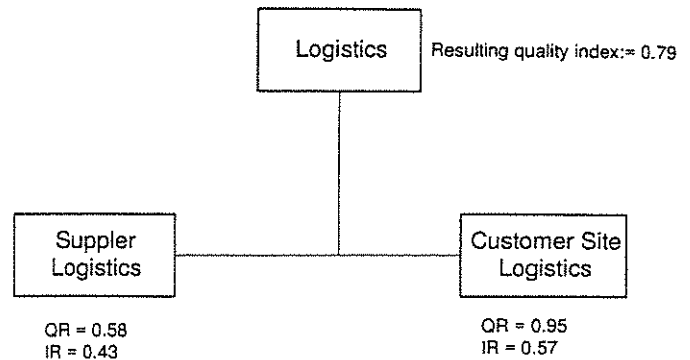 Logistics
Resulting quality index:= 0.79
Suppler
Logistics
QR = 0.58
IR = 0.43
Customer Site
Logistics
QR = 0.95
IR = 0.57